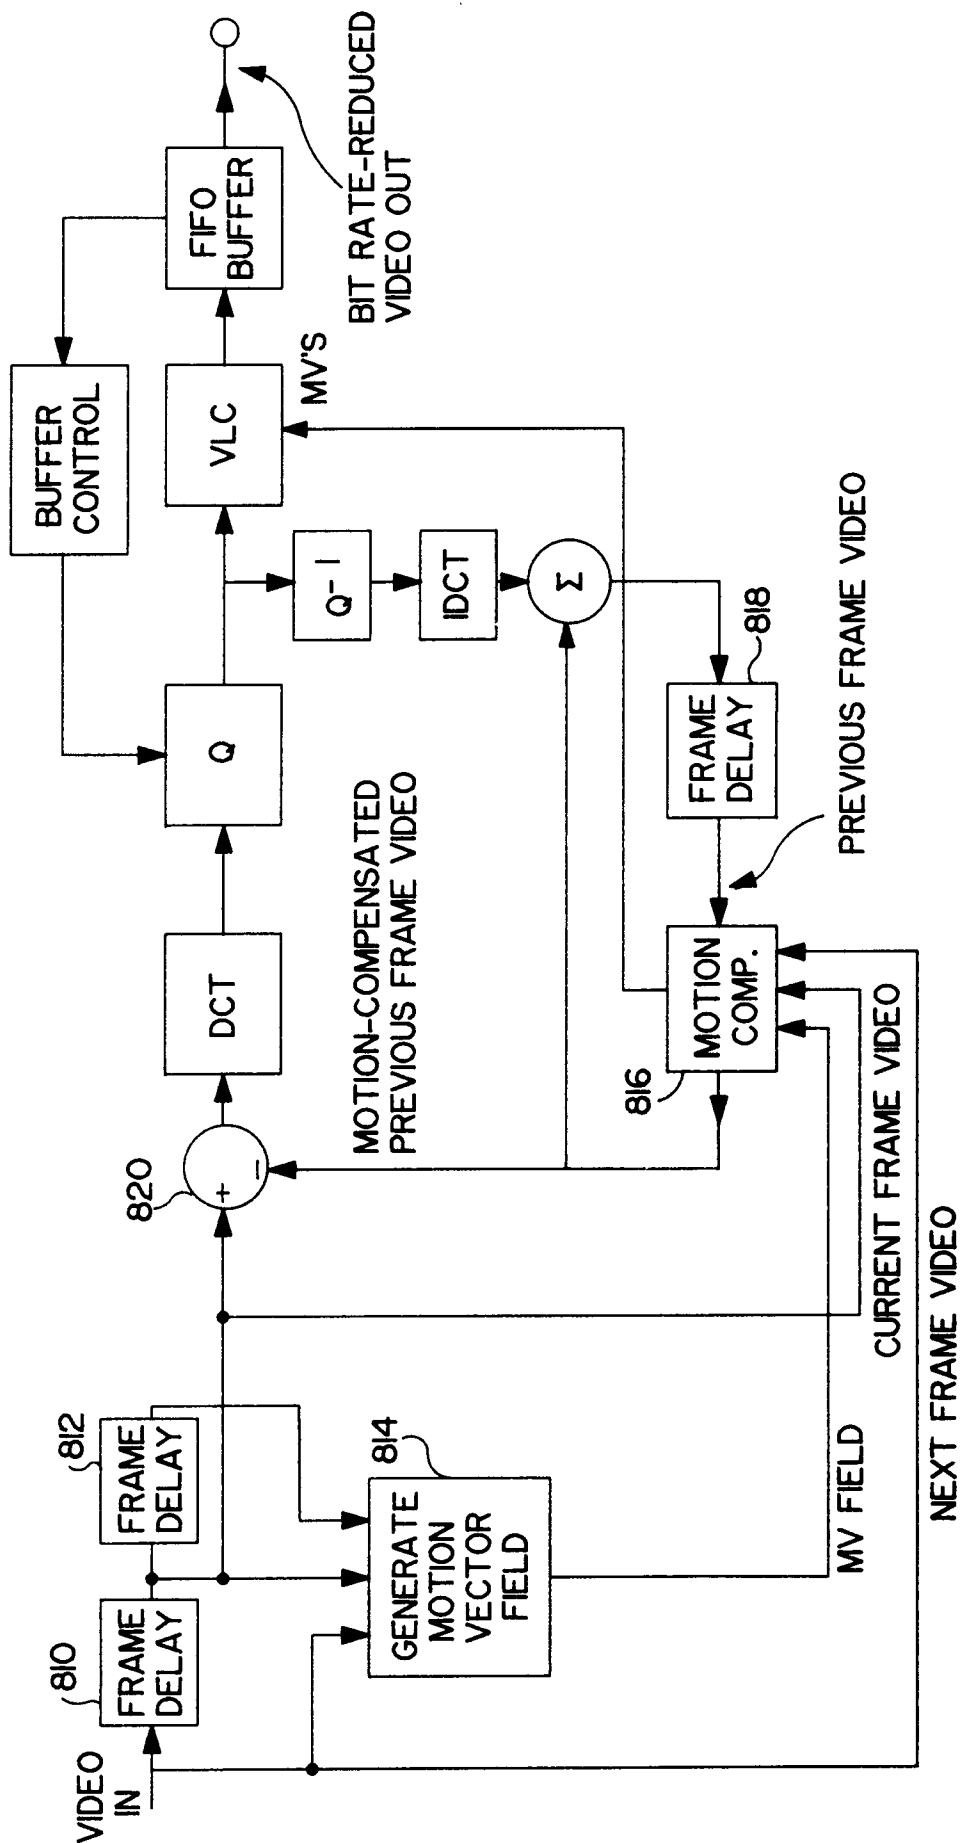 VIDEO
IN
810
FRAME
DELAY
812
FRAME
DELAY
814
GENERATE
MOTION
VECTOR
FIELD
820
+
−
DCT
Q
BUFFER
CONTROL
VLC
FIFO
BUFFER
BIT RATE-REDUCED
VIDEO OUT
MV'S
Q-1
IDCT
Σ
MOTION-COMPENSATED
PREVIOUS FRAME VIDEO
818
FRAME
DELAY
816
MOTION
COMP.
PREVIOUS FRAME VIDEO
MV FIELD
CURRENT FRAME VIDEO
NEXT FRAME VIDEO